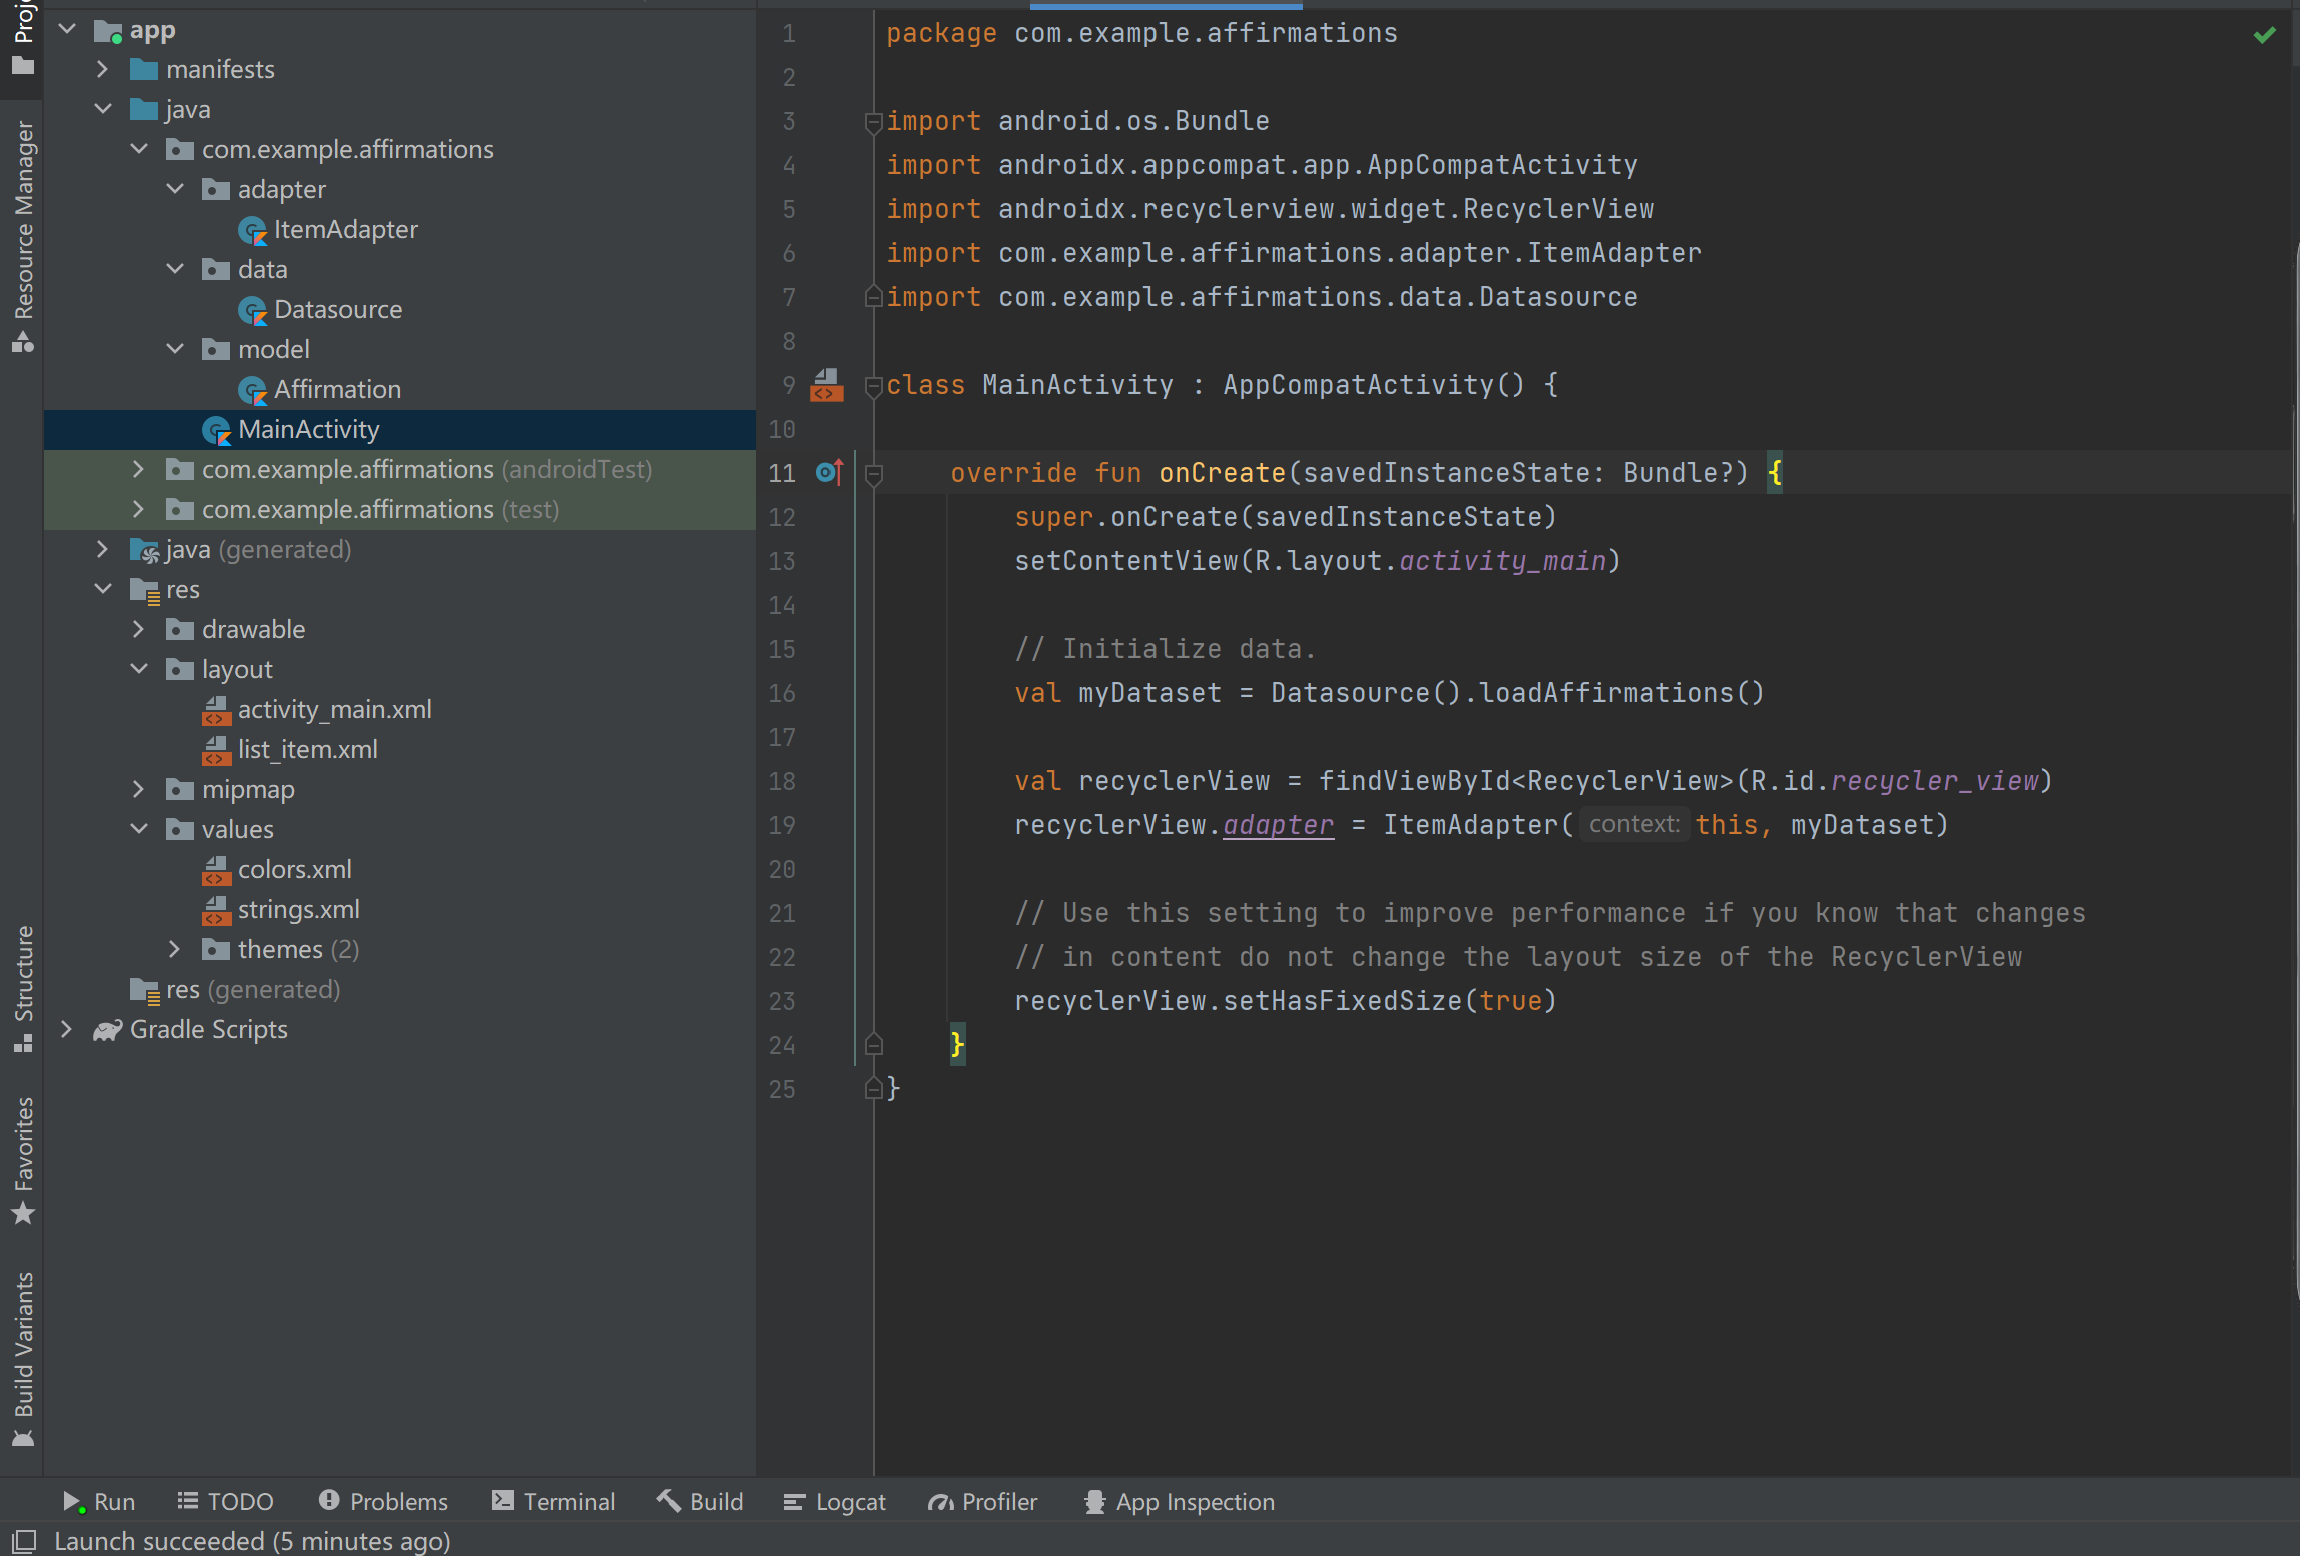 Resource Manager
Structure
Favorites
Build Variants
app
manifests
java
com.example.affirmations
adapter
ItemAdapter
data
Datasource
model
Affirmation
MainActivity
com.example.affirmations (androidTest)
com.example.affirmations (test)
java (generated)
res
drawable
layout
activity_main.xml
list_item.xml
mipmap
values
colors.xml
strings.xml
themes (2)
res (generated)
Gradle Scripts
1 package com.example.affirmations
2
3 import android.os.Bundle
4 import androidx.appcompat.app.AppCompatActivity
5 import androidx.recyclerview.widget.RecyclerView
6 import com.example.affirmations.adapter.ItemAdapter
7 import com.example.affirmations.data.Datasource
8
9 class MainActivity : AppCompatActivity() {
10
11 override fun onCreate(savedInstanceState: Bundle?) {
12 super.onCreate(savedInstanceState)
13 setContentView(R.layout.activity_main)
14
15 // Initialize data.
16 val myDataset = Datasource().loadAffirmations()
17
18 val recyclerView = findViewById<RecyclerView>(R.id.recycler_view)
19 recyclerView.adapter = ItemAdapter( context: this, myDataset)
20
21 // Use this setting to improve performance if you know that changes
22 // in content do not change the layout size of the RecyclerView
23 recyclerView.setHasFixedSize(true)
24 }
25 }
Run TODO Problems Terminal Build Logcat Profiler App Inspection
Launch succeeded (5 minutes ago)